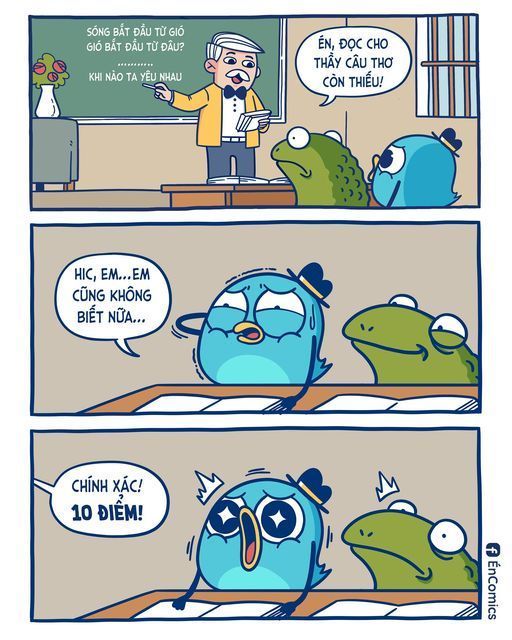 SÓNG BẮT ĐẦU TỪ GIÓ
GIÓ BẮT ĐẦU TỪ ĐÂU?
...........
KHI NÀO TA YÊU NHAU
ÉN, ĐỌC CHO
THẦY CÂU THƠ
CÒN THIẾU!
HIC, EM...EM
CŨNG KHÔNG
BIẾT NỮA...
CHÍNH XÁC!
10 ĐIỂM!
ÉnComics